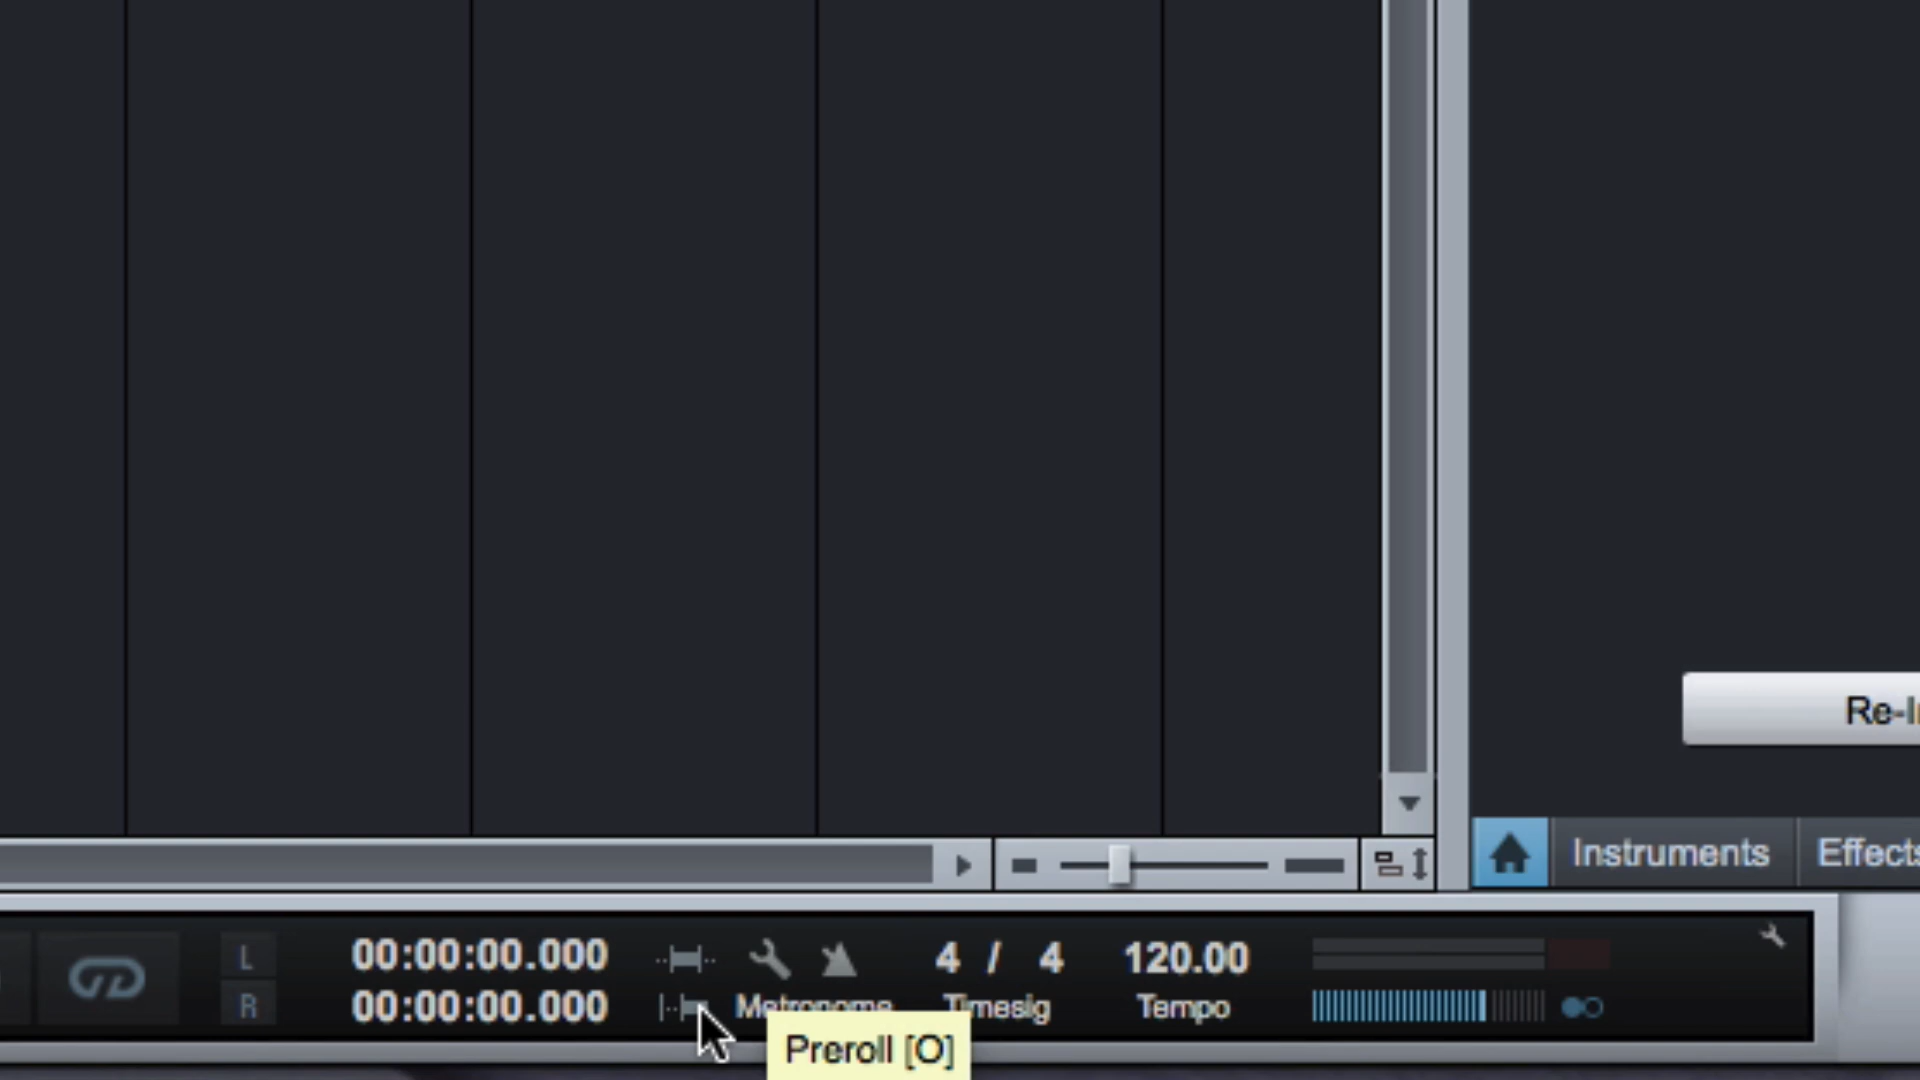 Re-I
Instruments
Effects
L 00:00:00.000 4 / 4 120.00
R 00:00:00.000 Metronome Timesig Tempo
Preroll [O]